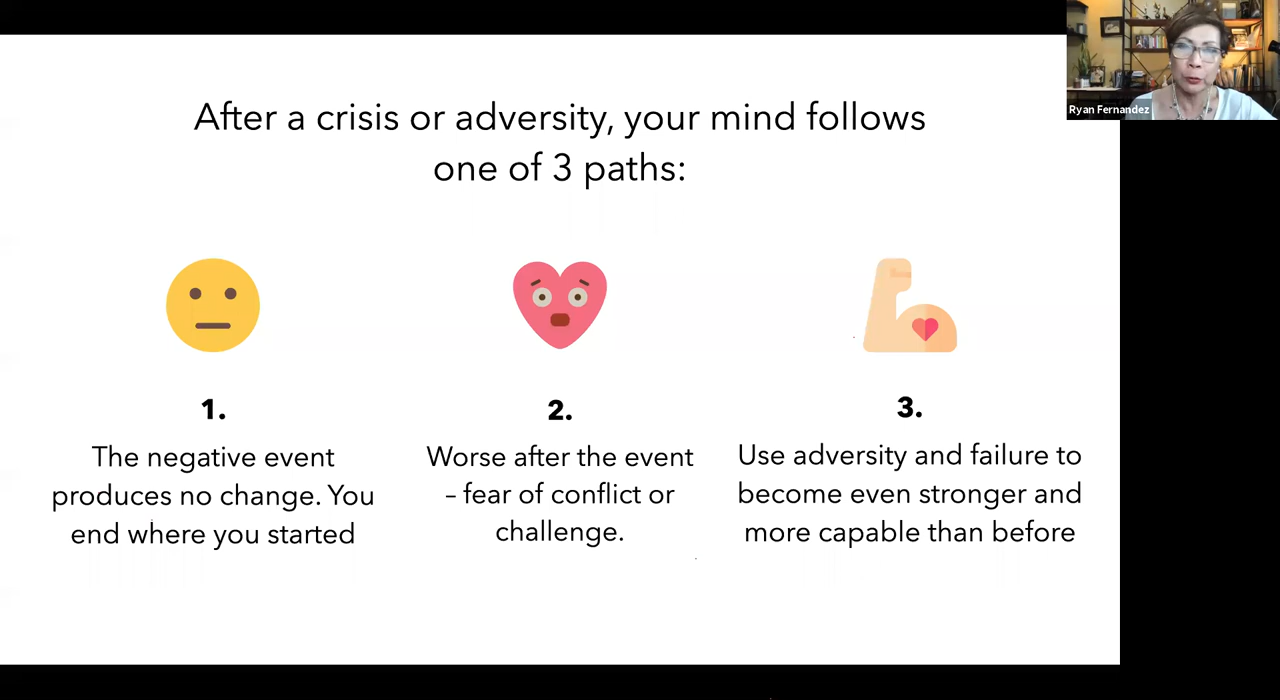 After a crisis or adversity, your mind follows
one of 3 paths:
1.
The negative event
produces no change. You
end where you started
2.
Worse after the event
– fear of conflict or
challenge.
3.
Use adversity and failure to
become even stronger and
more capable than before
Ryan Fernandez